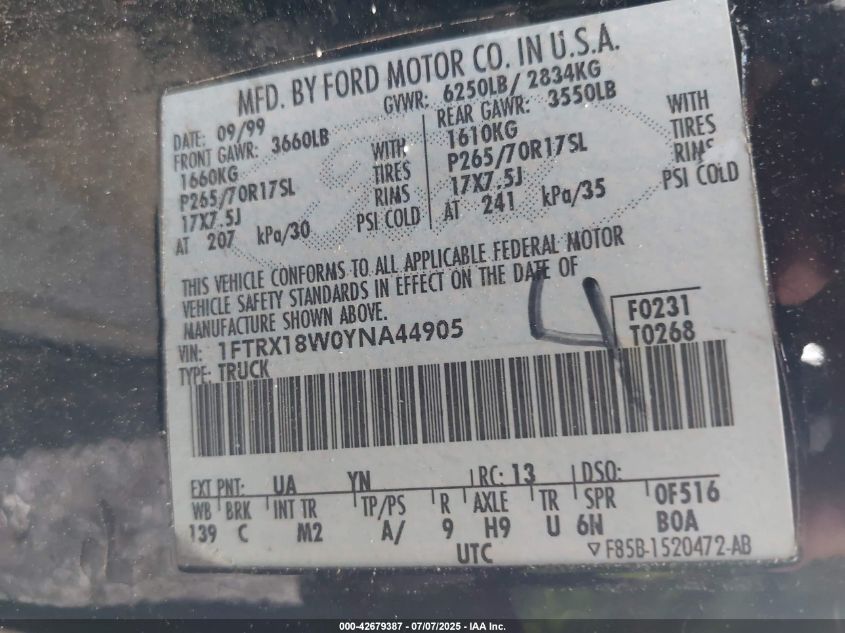 MFD. BY FORD MOTOR CO. IN U.S.A.
DATE: 09/99 GVWR: 6250LB/ 2834KG
FRONT GAWR: 3660LB REAR GAWR: 3550LB
1660KG WITH 1610KG WITH
P265/70R17SL TIRES P265/70R17SL TIRES
17X7.5J RIMS 17X7.5J RIMS
AT 207 kPa/30 PSI COLD AT 241 kPa/35 PSI COLD
THIS VEHICLE CONFORMS TO ALL APPLICABLE FEDERAL MOTOR
VEHICLE SAFETY STANDARDS IN EFFECT ON THE DATE OF
MANUFACTURE SHOWN ABOVE.
4
F0231
VIN: 1FTRX18W0YNA44905 T0268
TYPE: TRUCK
EXT PNT: UA YN RC: 13 DSO:
WB BRK INT TR TP/PS R AXLE TR SPR 0F516
139 C M2 A/ 9 H9 U 6N BOA
UTC ▽ F85B-1520472-AB
000-42679387 - 07/07/2025 - IAA Inc.